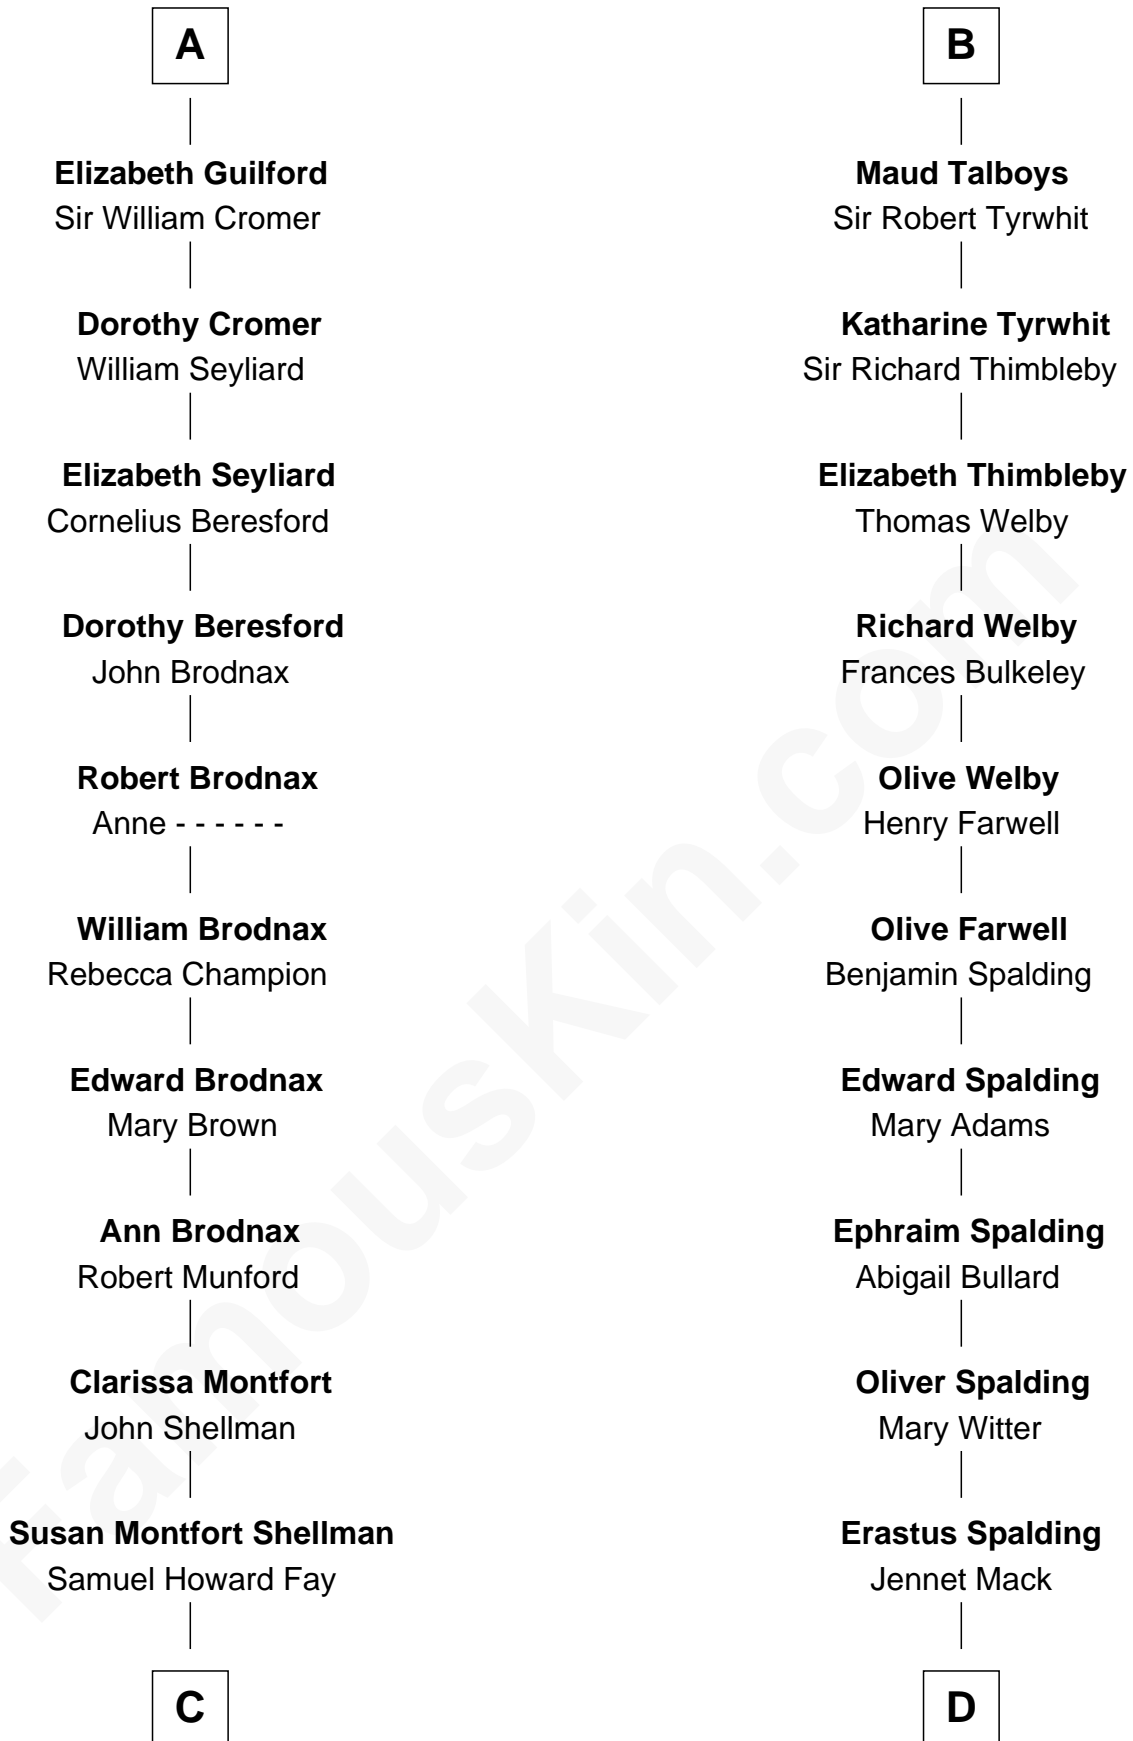 A
Elizabeth Guilford
Sir William Cromer
Dorothy Cromer
William Seyliard
Elizabeth Seyliard
Cornelius Beresford
Dorothy Beresford
John Brodnax
Robert Brodnax
Anne - - - - - -
William Brodnax
Rebecca Champion
Edward Brodnax
Mary Brown
Ann Brodnax
Robert Munford
Clarissa Montfort
John Shellman
Susan Montfort Shellman
Samuel Howard Fay
C
B
Maud Talboys
Sir Robert Tyrwhit
Katharine Tyrwhit
Sir Richard Thimbleby
Elizabeth Thimbleby
Thomas Welby
Richard Welby
Frances Bulkeley
Olive Welby
Henry Farwell
Olive Farwell
Benjamin Spalding
Edward Spalding
Mary Adams
Ephraim Spalding
Abigail Bullard
Oliver Spalding
Mary Witter
Erastus Spalding
Jennet Mack
D
FamousKin.com